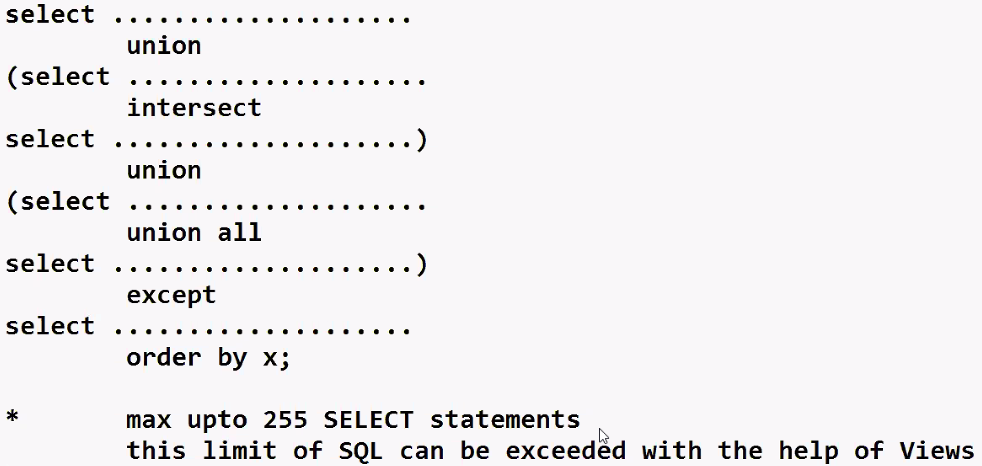 select ....................
union
(select ....................
intersect
select ....................)
union
(select ....................
union all
select ....................)
except
select ....................
order by x;
* max upto 255 SELECT statements
this limit of SQL can be exceeded with the help of Views